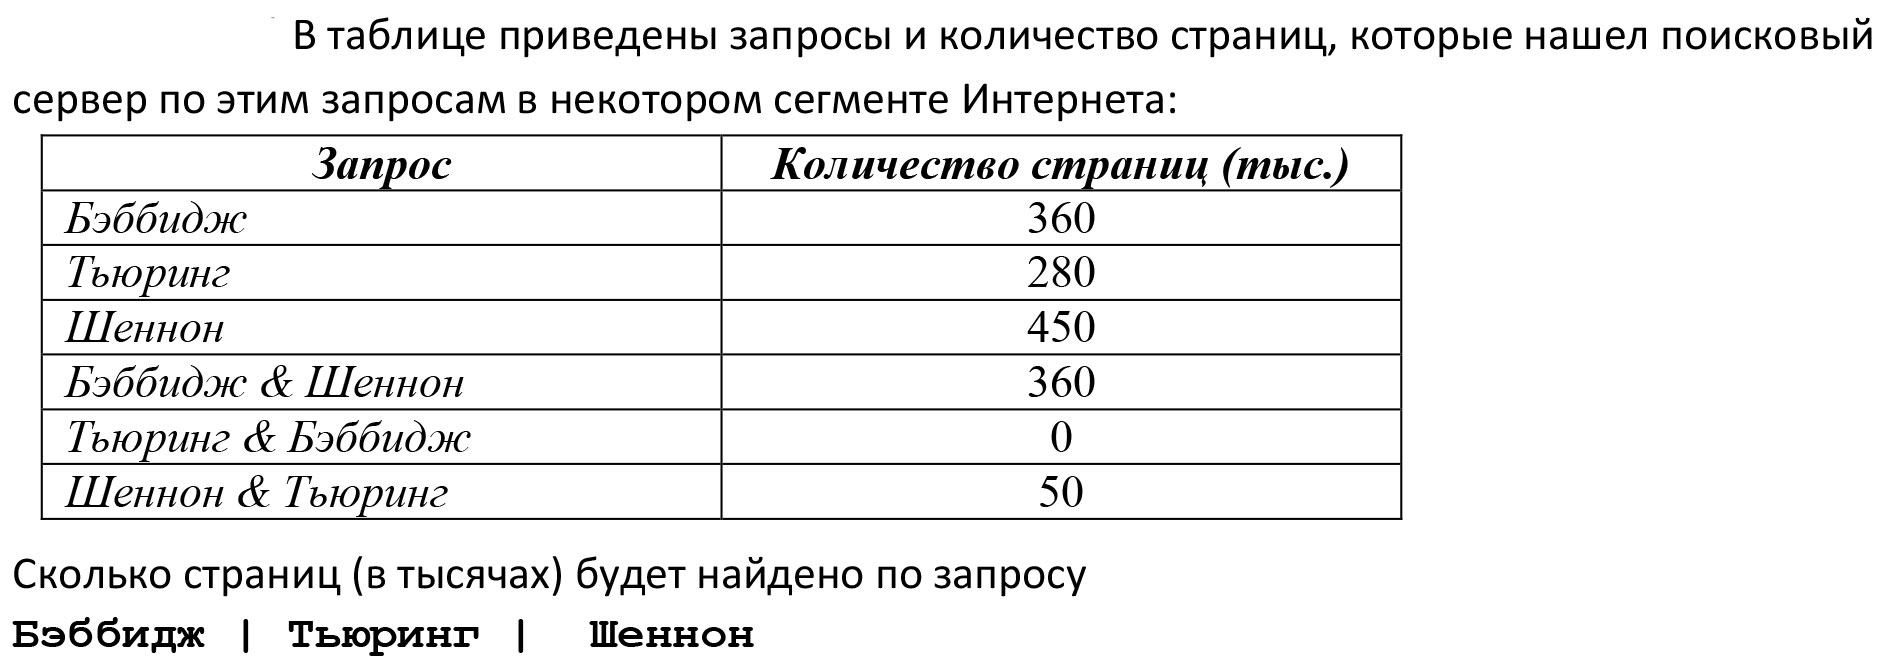 В таблице приведены запросы и количество страниц, которые нашел поисковый
сервер по этим запросам в некотором сегменте Интернета:
Запрос Количество страниц (тыс.)
Бэббидж 360
Тьюринг 280
Шеннон 450
Бэббидж & Шеннон 360
Тьюринг & Бэббидж 0
Шеннон & Тьюринг 50
Сколько страниц (в тысячах) будет найдено по запросу
Бэббидж | Тьюринг | Шеннон